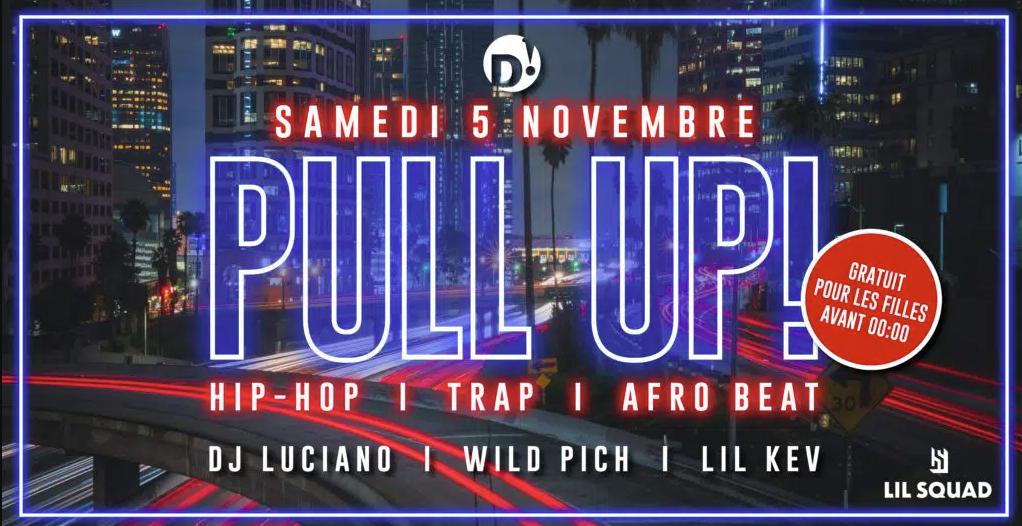 D!
SAMEDI 5 NOVEMBRE
PULL UP!
GRATUIT
POUR LES FILLES
AVANT 00:00
HIP-HOP | TRAP | AFRO BEAT
30
DJ LUCIANO | WILD PICH | LIL KEV
LIL SQUAD